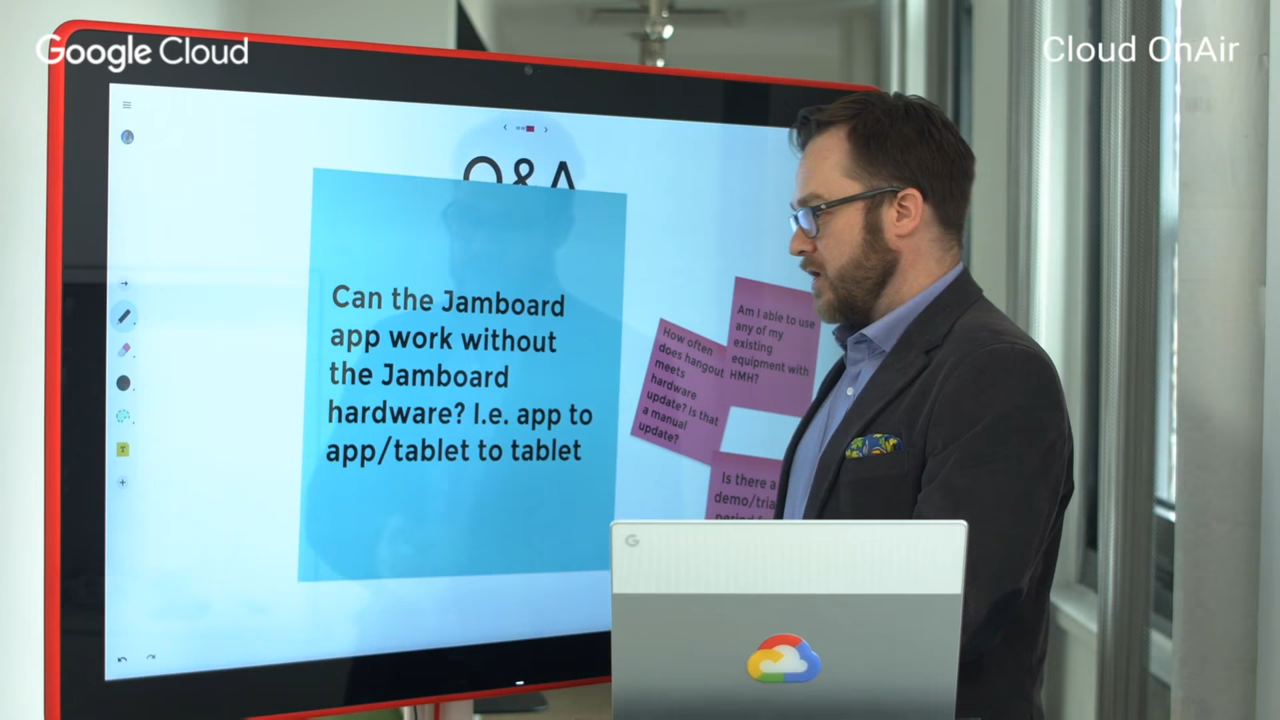 Google Cloud
Cloud OnAir
Q&A
Can the Jamboard
app work without
the Jamboard
hardware? I.e. app to
app/tablet to tablet
How often
does hangout
meets
hardware
update? Is that
a manual
update?
Am I able to use
any of my
existing
equipment with
HMH?
Is there a
demo/tria
G
T